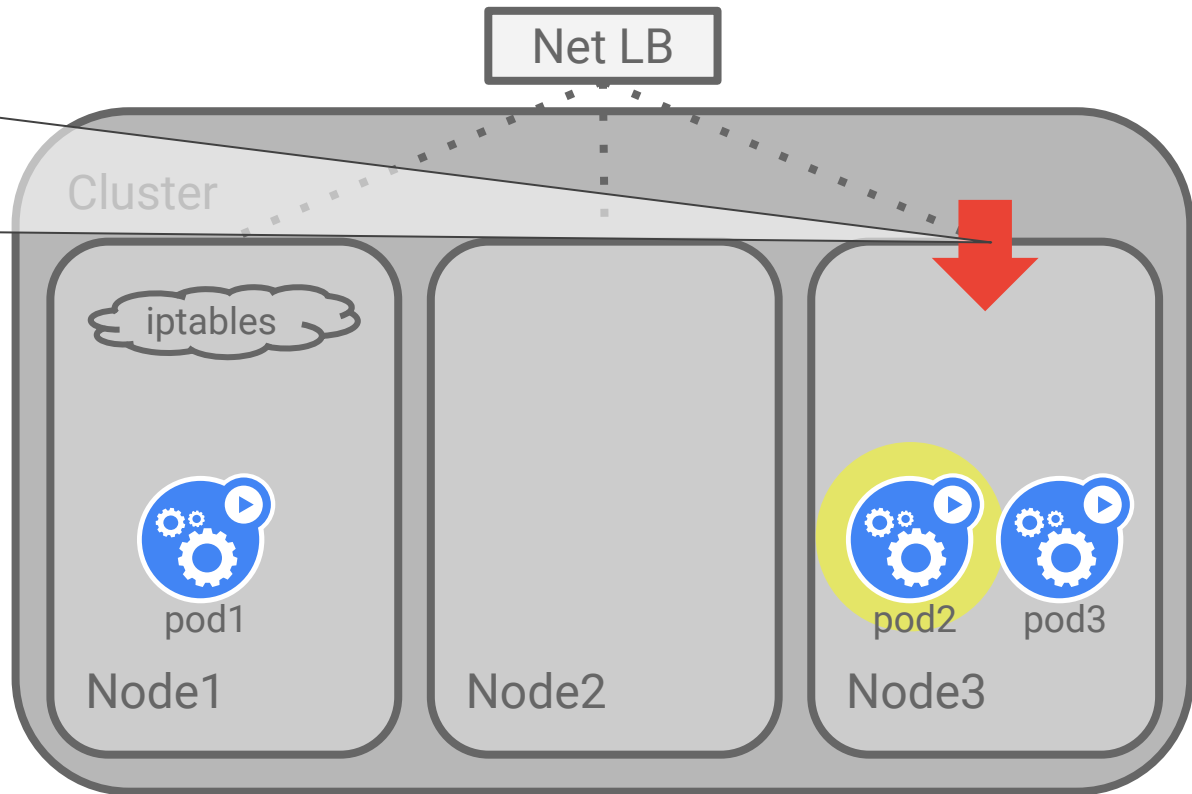 Net LB
Cluster
iptables
pod1
pod2
pod3
Node1
Node2
Node3